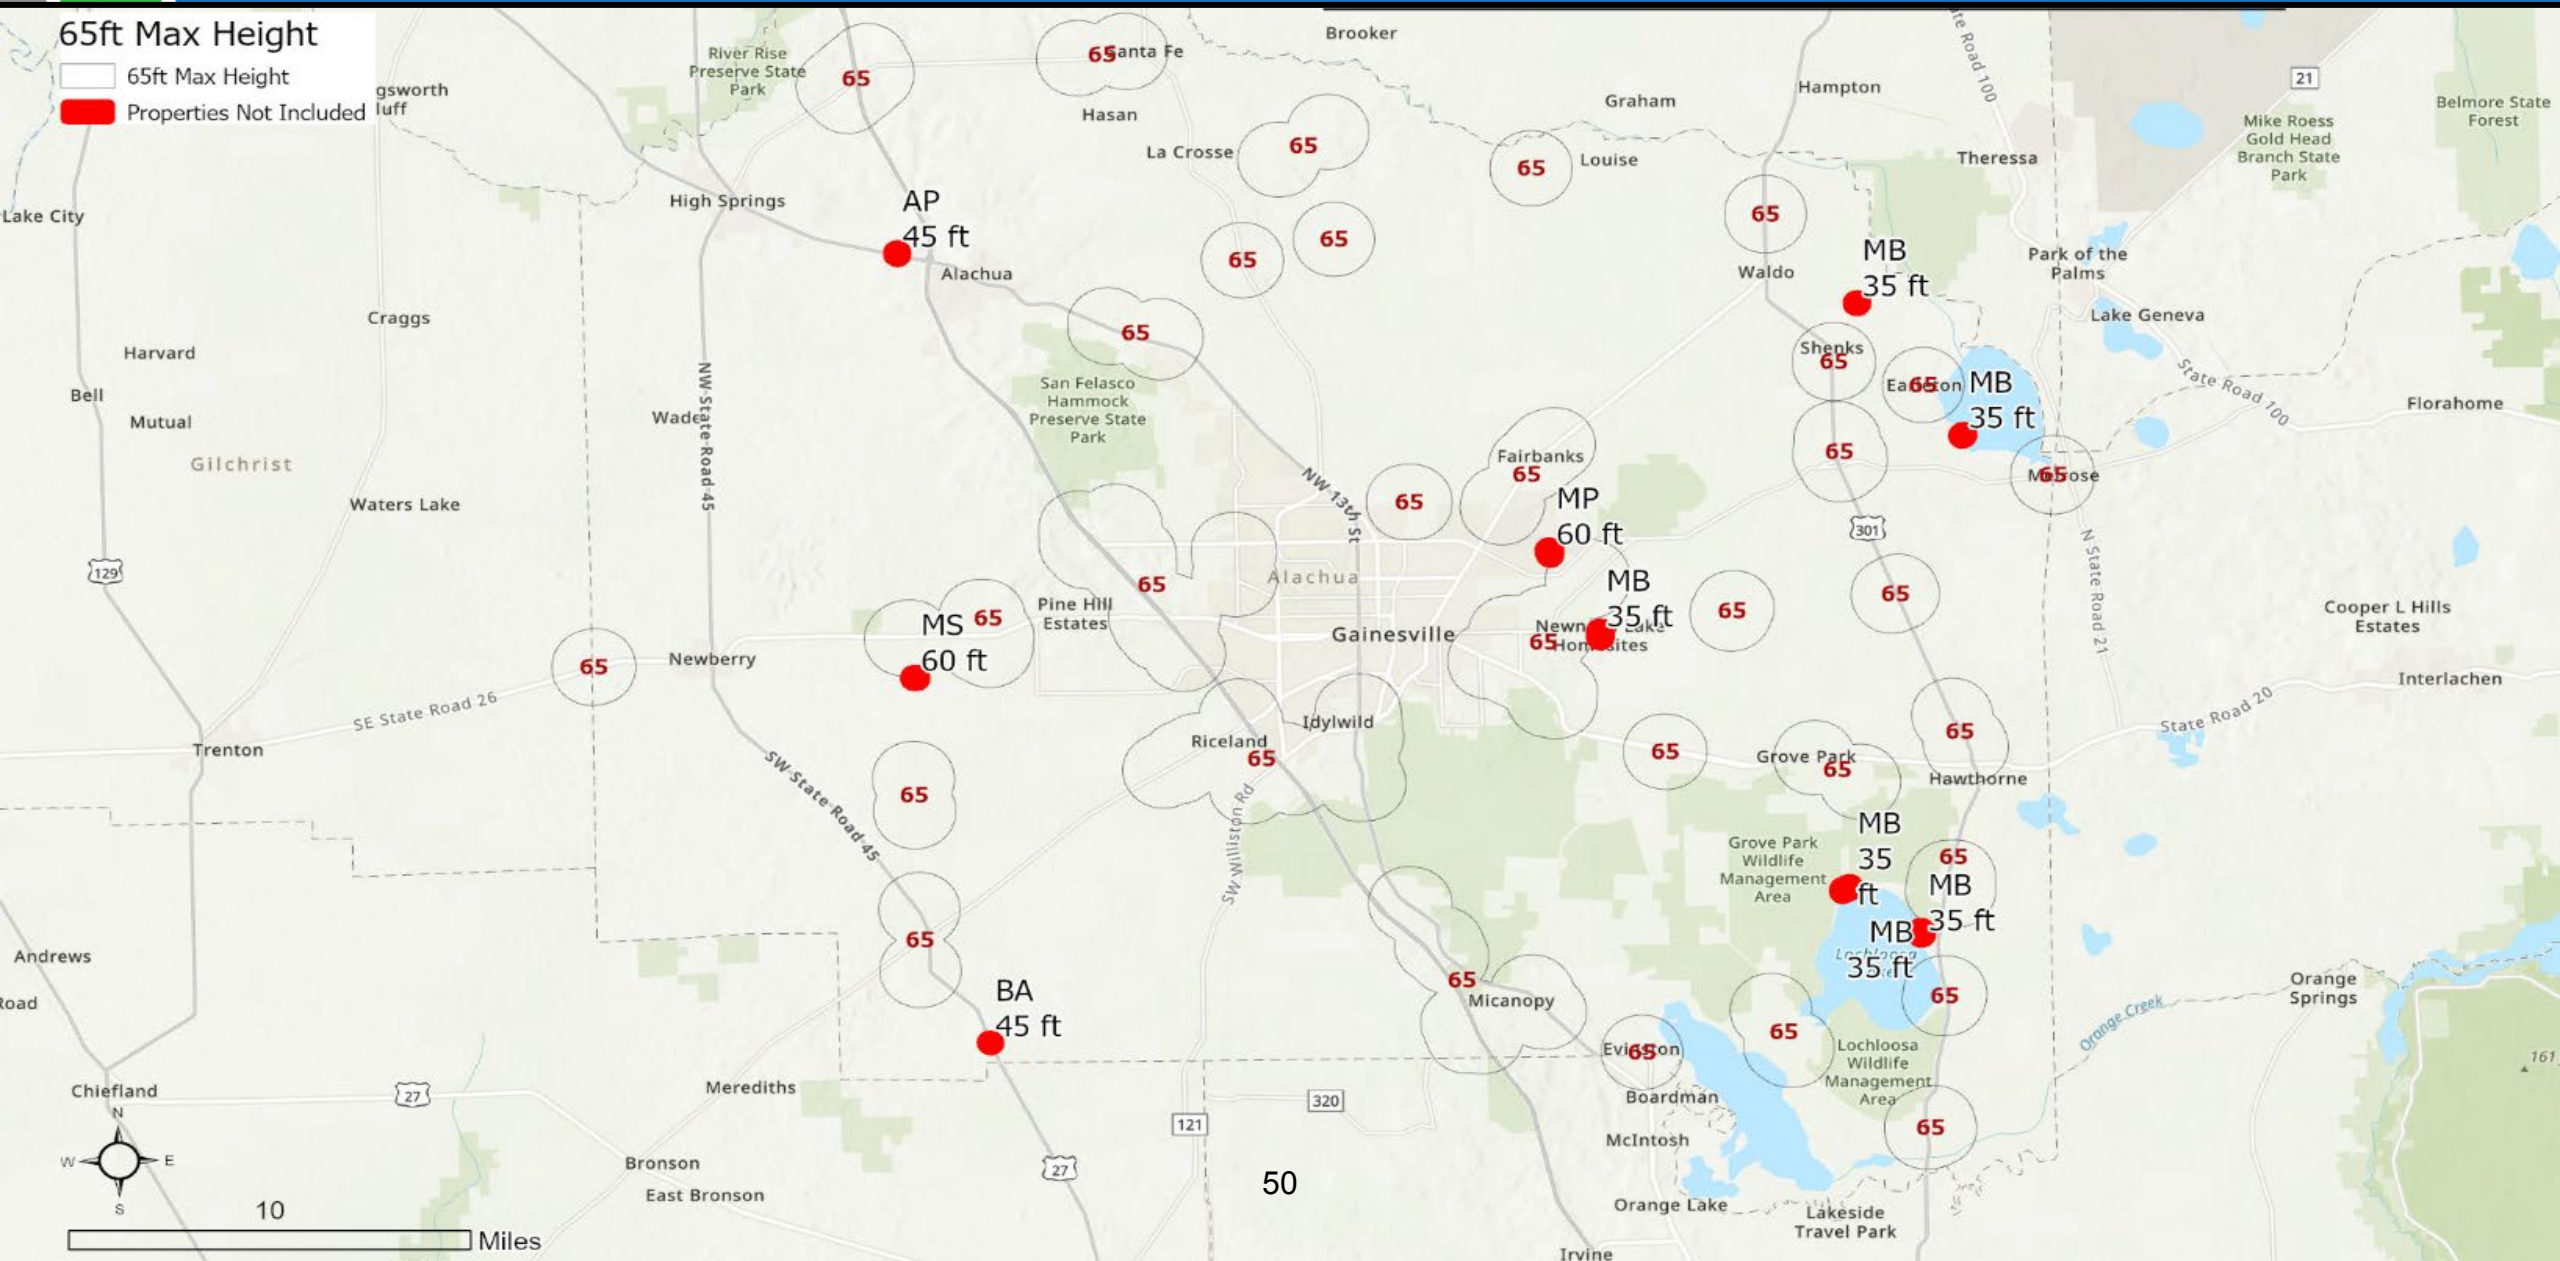 65ft Max Height
65ft Max Height
Properties Not Included
gsworth
luff
River Rise
Preserve State
Park
65
65
Santa Fe
Brooker
Hasan
La Crosse
65
65
Louise
Graham
Hampton
State Road 100
21
Belmore State
Forest
Mike Roess
Gold Head
Branch State
Park
Theressa
Lake City
High Springs
AP
45 ft
Alachua
65
65
65
Waldo
MB
35 ft
Park of the
Palms
Lake Geneva
Craggs
Harvard
Bell
Mutual
Gilchrist
Waters Lake
Wade
NW State Road 45
65
San Felasco
Hammock
Preserve State
Park
Shenks
65
65
MB
35 ft
State Road 100
Florahome
NW 13th St
65
Fairbanks
65
65
65
Melrose
MP
60 ft
301
N State Road 21
129
65
Alachua
MB
35 ft
65
65
Cooper L Hills
Estates
Pine Hill
Estates
65
MS
60 ft
Gainesville
65
65
Newberry
SE State Road 26
Trenton
SW State Road 45
65
Riceland
Idylwild
65
65
Grove Park
65
65
Hawthorne
State Road 20
Interlachen
SW Williston Rd
Grove Park
Wildlife
Management
Area
MB
35
ft
65
MB
35 ft
MB
35 ft
65
65
BA
45 ft
65
Micanopy
65
65
Lochloosa
Wildlife
Management
Area
65
Andrews
Road
Orange
Springs
Orange Creek
161
Chiefland
27
Merediths
320
121
Boardman
McIntosh
Bronson
East Bronson
27
50
Orange Lake
Lakeside
Travel Park
Irvine
N
W
E
S
10
Miles